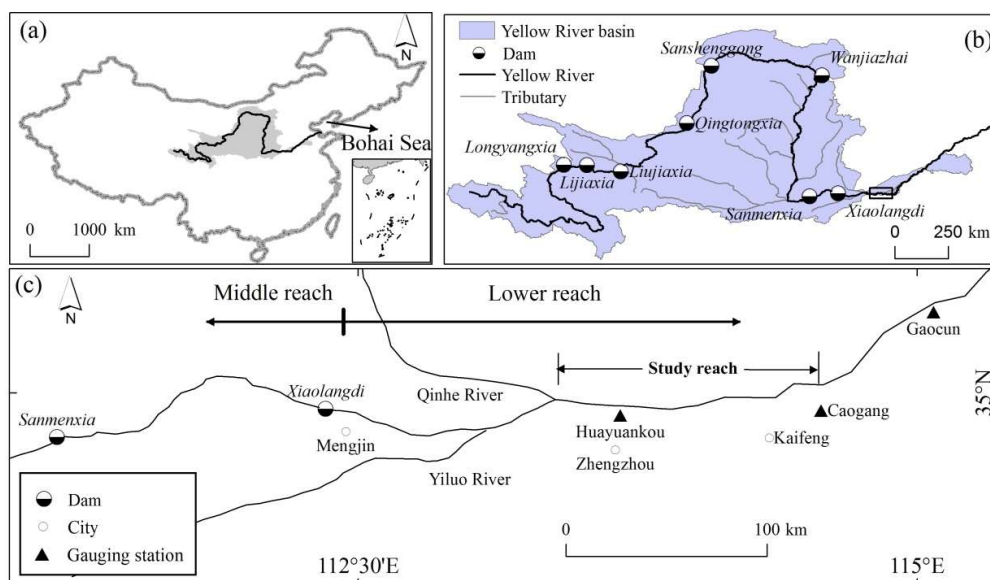 (a)
N
Bohai Sea
0 1000 km
Yellow River basin
Dam
Yellow River
Tributary
(b)
Sanshenggong
Wanjiazhai
Qingtongxia
Longyangxia
Lijiaxia
Liujiaxia
Sanmenxia
Xiaolangdi
0 250 km
(c)
N
Middle reach
Lower reach
Gaocun
Study reach
35°N
Xiaolangdi
Qinhe River
Sanmenxia
Caogang
Mengjin
Huayuankou
Kaifeng
Zhengzhou
Yiluo River
Dam
City
Gauging station
0 100 km
112°30'E
115°E